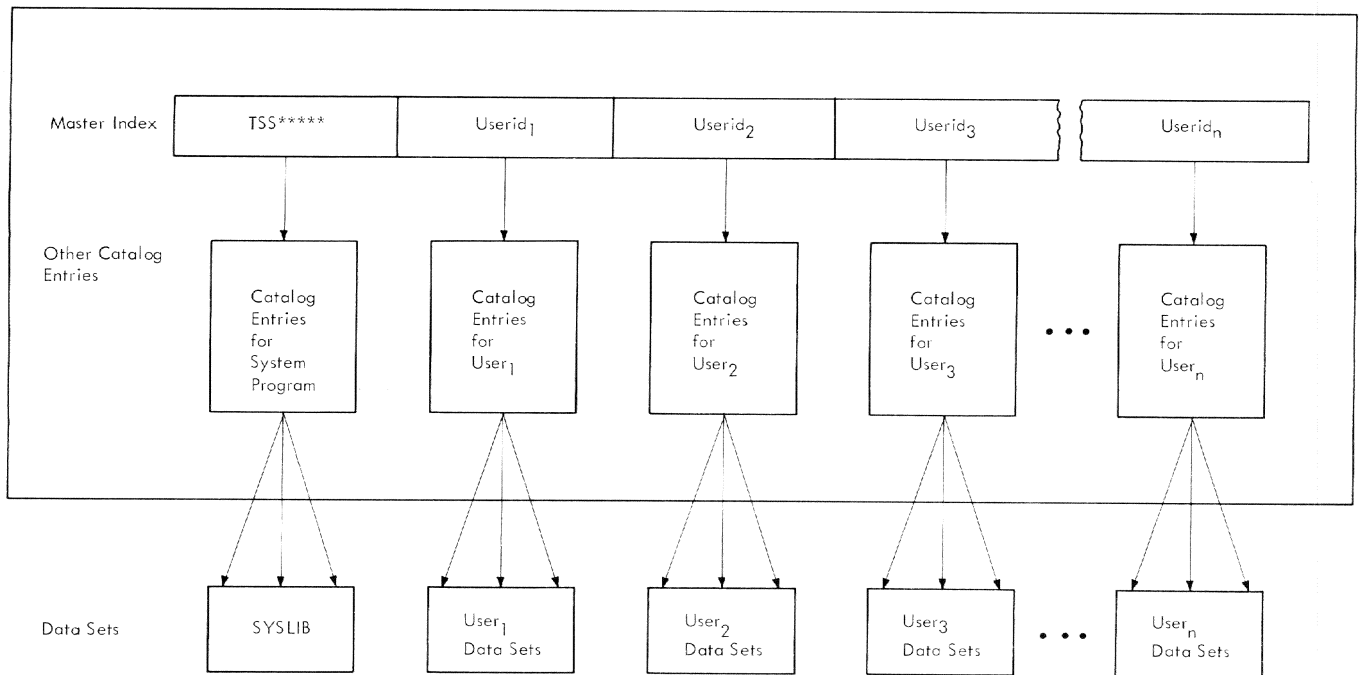 Master Index
TSS*****
Userid1
Userid2
Userid3
Useridn
Other Catalog
Entries
Catalog
Entries
for
System
Program
Catalog
Entries
for
User1
Catalog
Entries
for
User2
Catalog
Entries
for
User3
• • •
Catalog
Entries
for
Usern
Data Sets
SYSLIB
User1
Data Sets
User2
Data Sets
User3
Data Sets
• • •
Usern
Data Sets